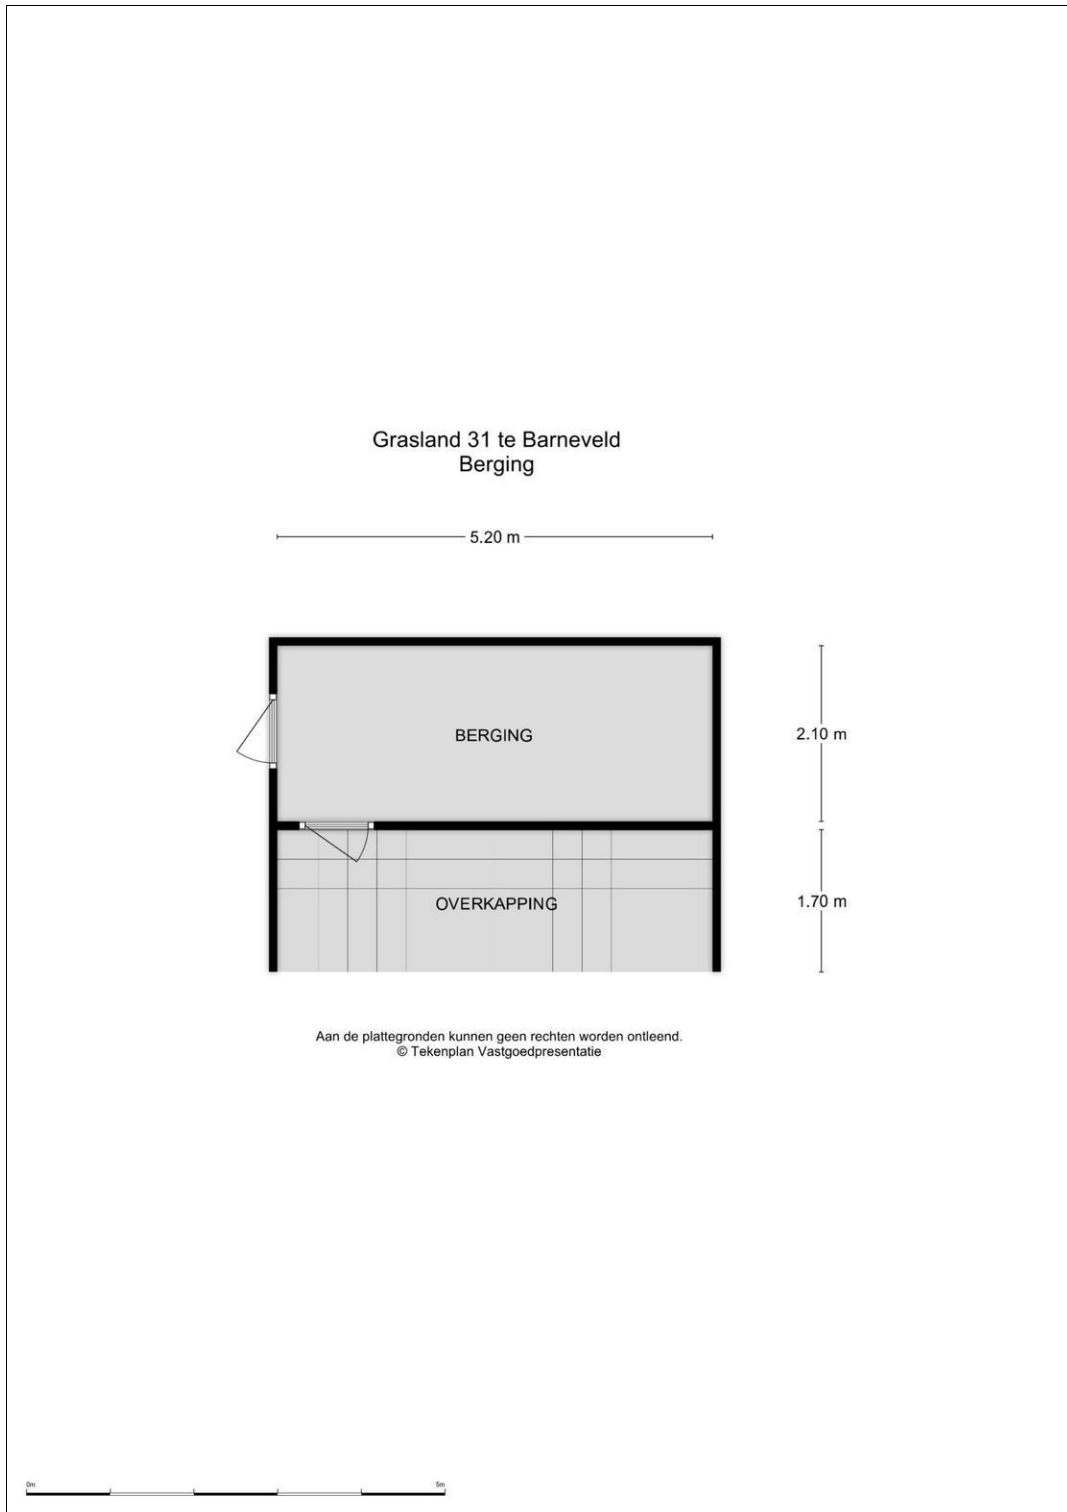 Grasland 31 te Barneveld
Berging
5.20 m
BERGING
2.10 m
OVERKAPPING
1.70 m
Aan de plattegronden kunnen geen rechten worden ontleend.
© Tekenplan Vastgoedpresentatie
0m
5m